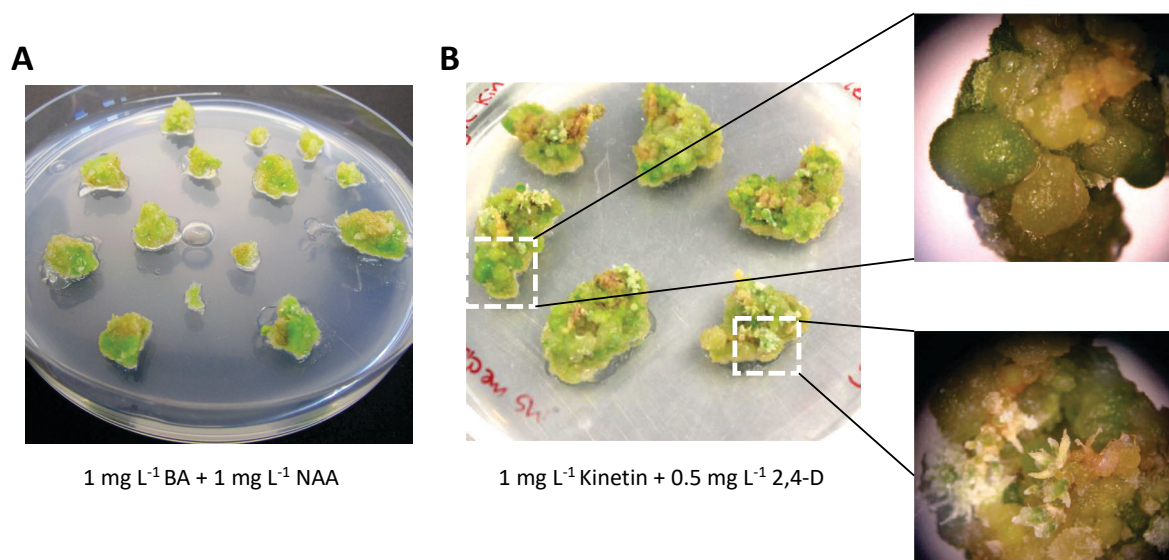 A
B
1 mg L⁻¹ BA + 1 mg L⁻¹ NAA
1 mg L⁻¹ Kinetin + 0.5 mg L⁻¹ 2,4-D